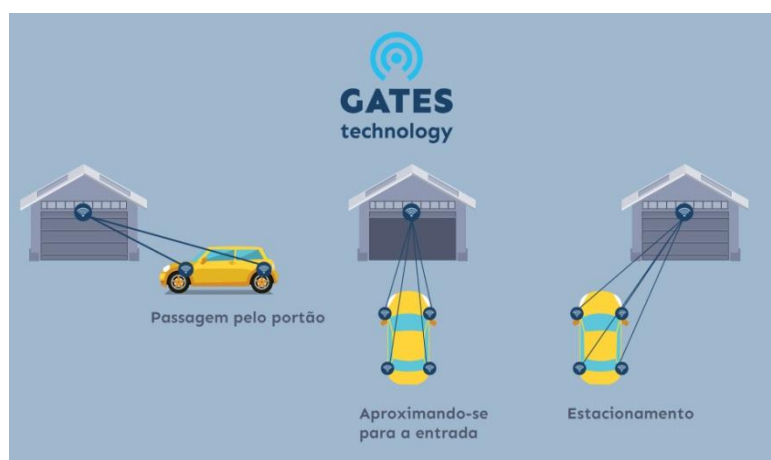 GATES
technology
Passagem pelo portão
Aproximando-se
para a entrada
Estacionamento